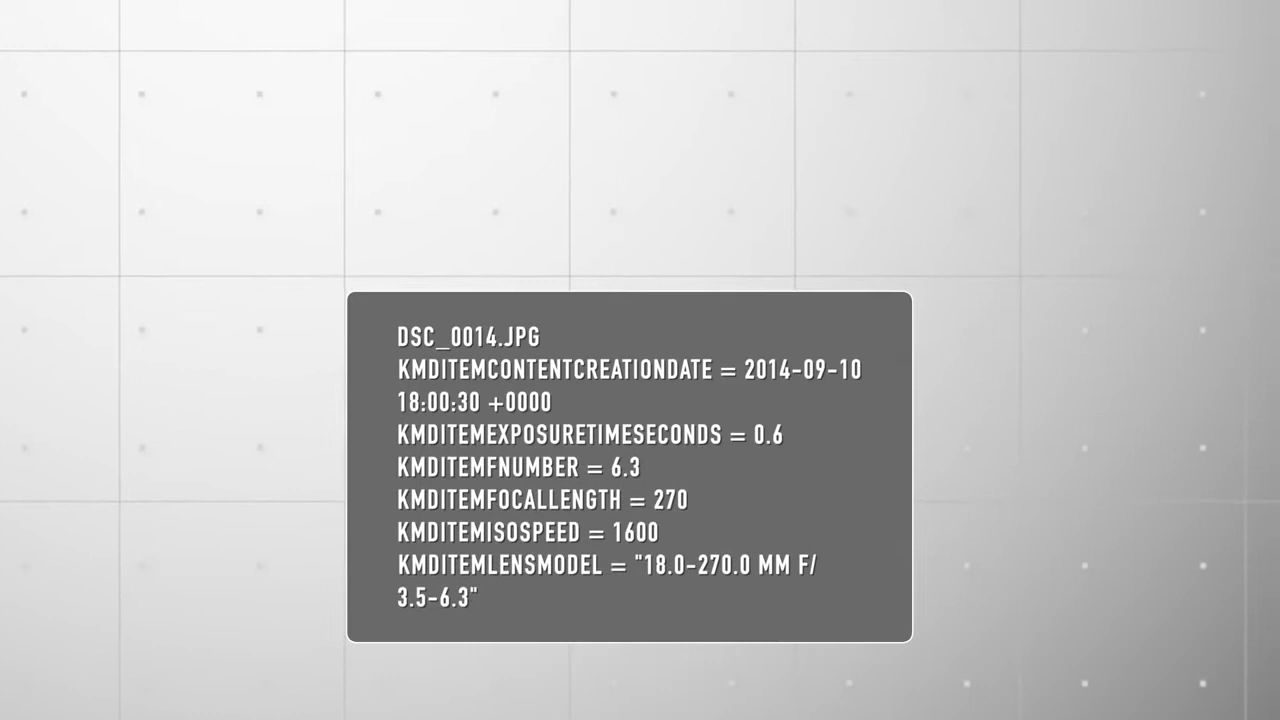 DSC_0014.JPG
KMDITEMCONTENTCREATIONDATE = 2014-09-10
18:00:30 +0000
KMDITEMEXPOSURETIMESECONDS = 0.6
KMDITEMFNUMBER = 6.3
KMDITEMFOCALLENGTH = 270
KMDITEMISOSPEED = 1600
KMDITEMLENSMODEL = "18.0-270.0 MM F/
3.5-6.3"